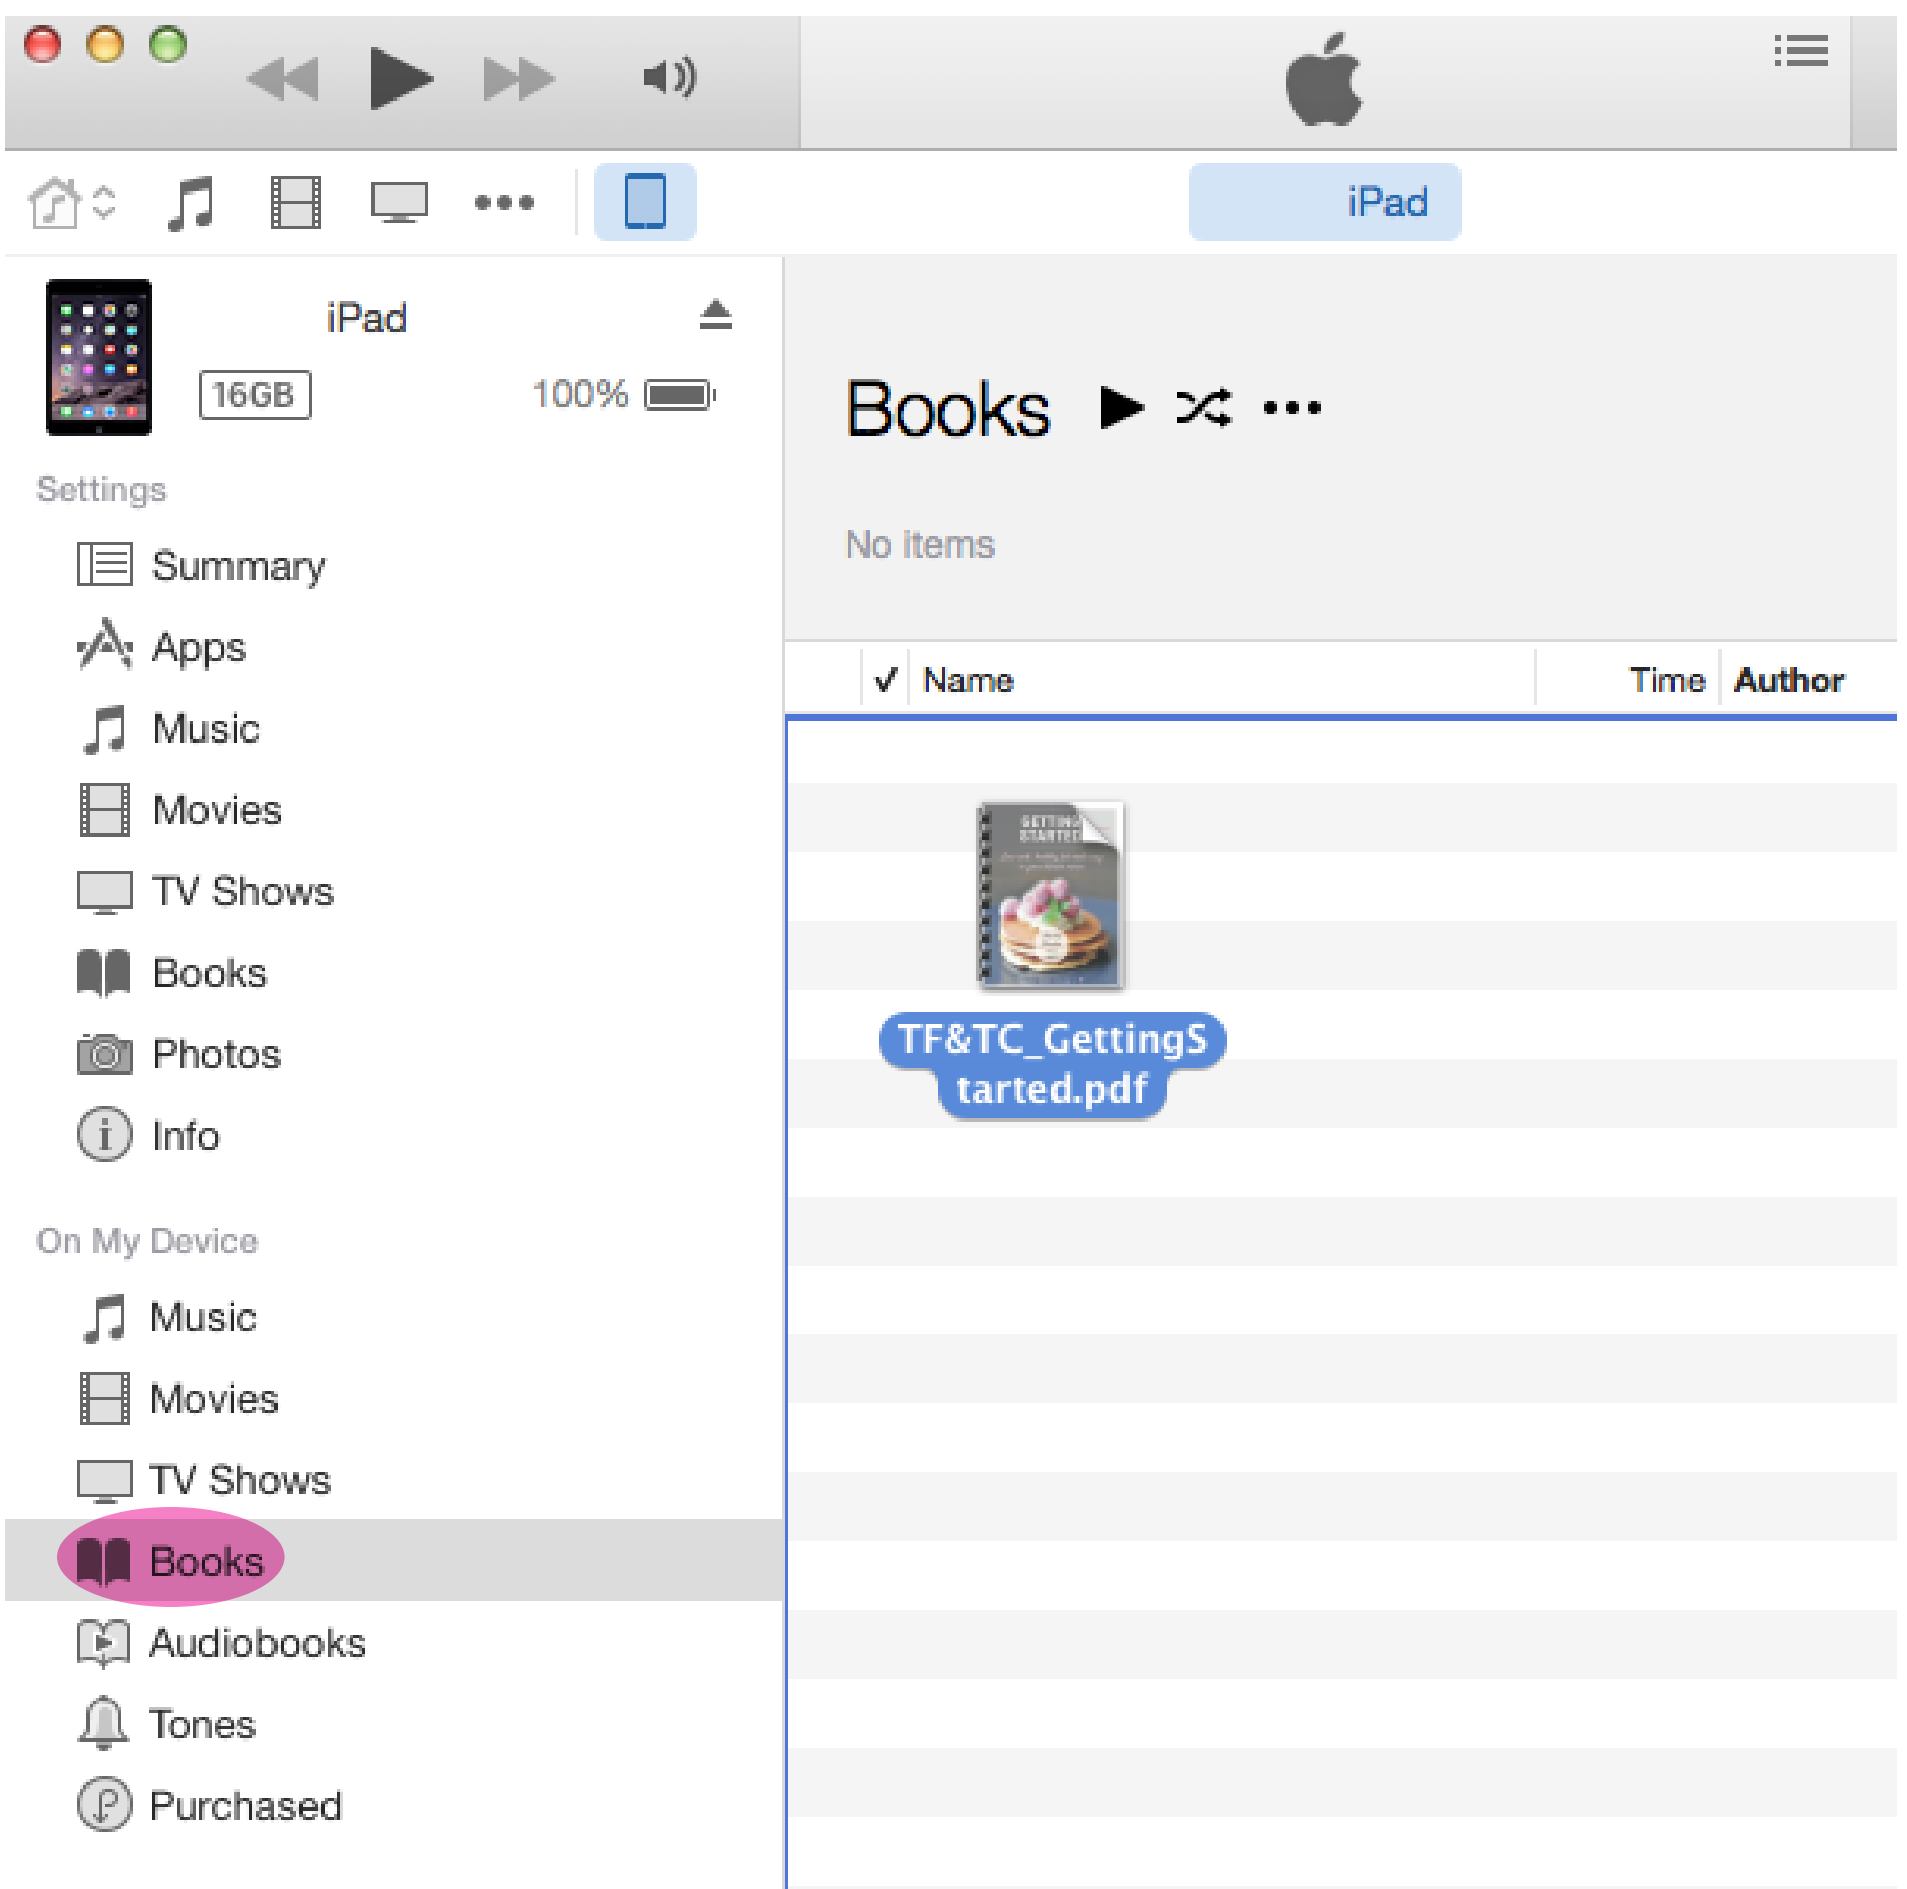 iPad
iPad
16GB
100%
Settings
Summary
Apps
Music
Movies
TV Shows
Books
Photos
Info
On My Device
Music
Movies
TV Shows
Books
Audiobooks
Tones
Purchased
Books
No items
✓ Name Time Author
GETTING
STARTED
TF&TC_GettingS
tarted.pdf